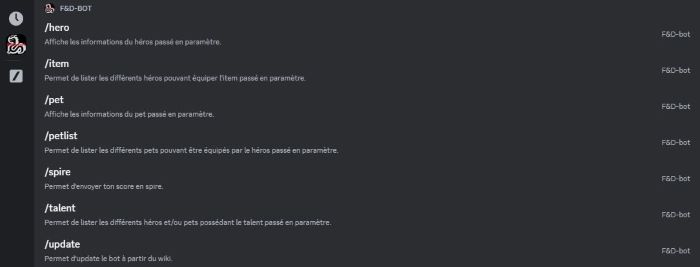 F&D-BOT
/hero
Affiche les informations du héros passé en paramètre.
F&D-bot
/item
Permet de lister les différents héros pouvant équiper l'item passé en paramètre.
F&D-bot
/pet
Affiche les informations du pet passé en paramètre.
F&D-bot
/petlist
Permet de lister les différents pets pouvant être équipés par le héros passé en paramètre.
F&D-bot
/spire
Permet d'envoyer ton score en spire.
F&D-bot
/talent
Permet de lister les différents héros et/ou pets possédant le talent passé en paramètre.
F&D-bot
/update
Permet d'update le bot à partir du wiki.
F&D-bot